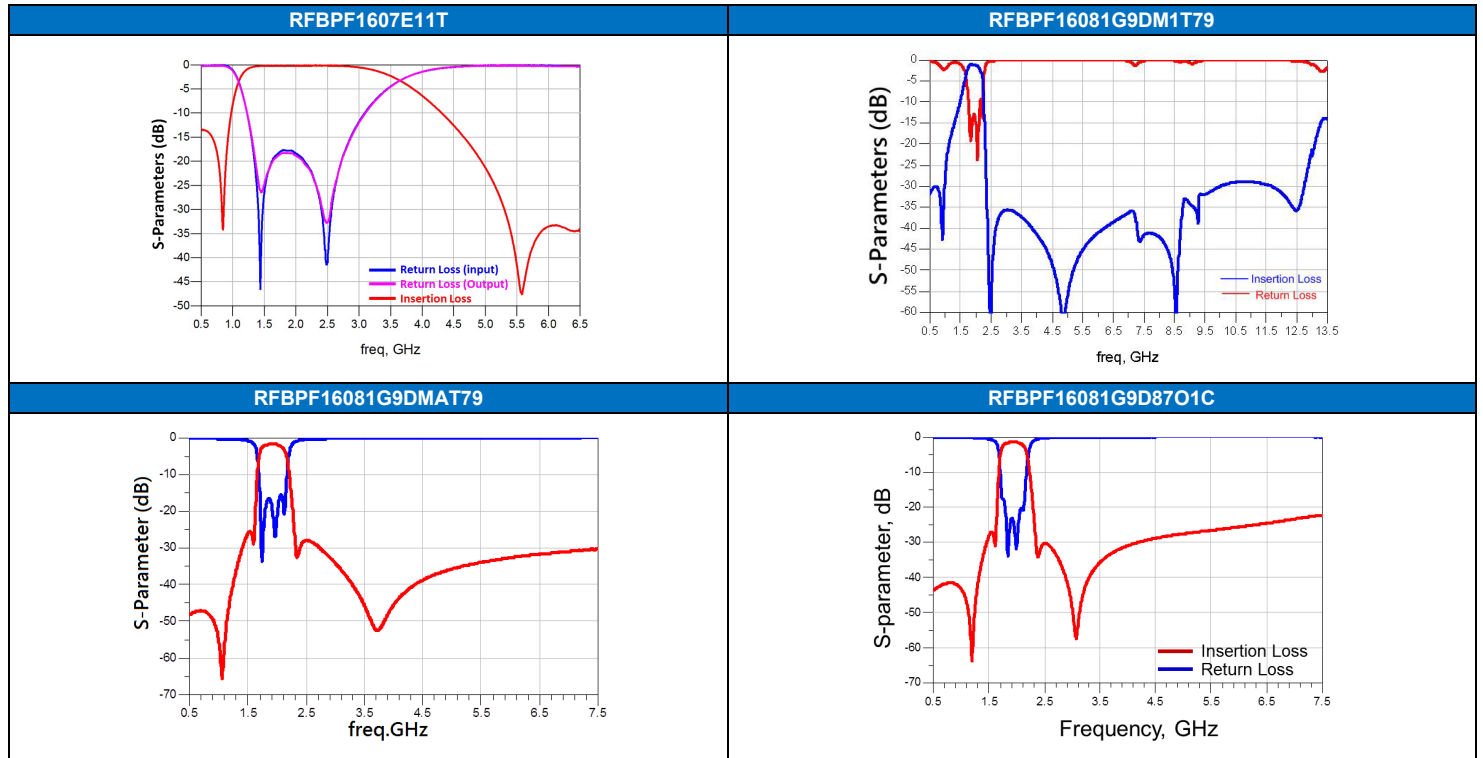 RFBPF1607E11T
S-Parameters (dB)
0
-5
-10
-15
-20
-25
-30
-35
-40
-45
-50
Return Loss (input)
Return Loss (Output)
Insertion Loss
0.5 1.0 1.5 2.0 2.5 3.0 3.5 4.0 4.5 5.0 5.5 6.0 6.5
freq, GHz
RFBPF16081G9DM1T79
S-Parameters (dB)
0
-5
-10
-15
-20
-25
-30
-35
-40
-45
-50
-55
-60
Insertion Loss
Return Loss
0.5 1.5 2.5 3.5 4.5 5.5 6.5 7.5 8.5 9.5 10.5 11.5 12.5 13.5
freq, GHz
RFBPF16081G9DMAT79
S-Parameter (dB)
0
-10
-20
-30
-40
-50
-60
-70
0.5 1.5 2.5 3.5 4.5 5.5 6.5 7.5
freq.GHz
RFBPF16081G9D87O1C
S-parameter, dB
0
-10
-20
-30
-40
-50
-60
-70
Insertion Loss
Return Loss
0.5 1.5 2.5 3.5 4.5 5.5 6.5 7.5
Frequency, GHz